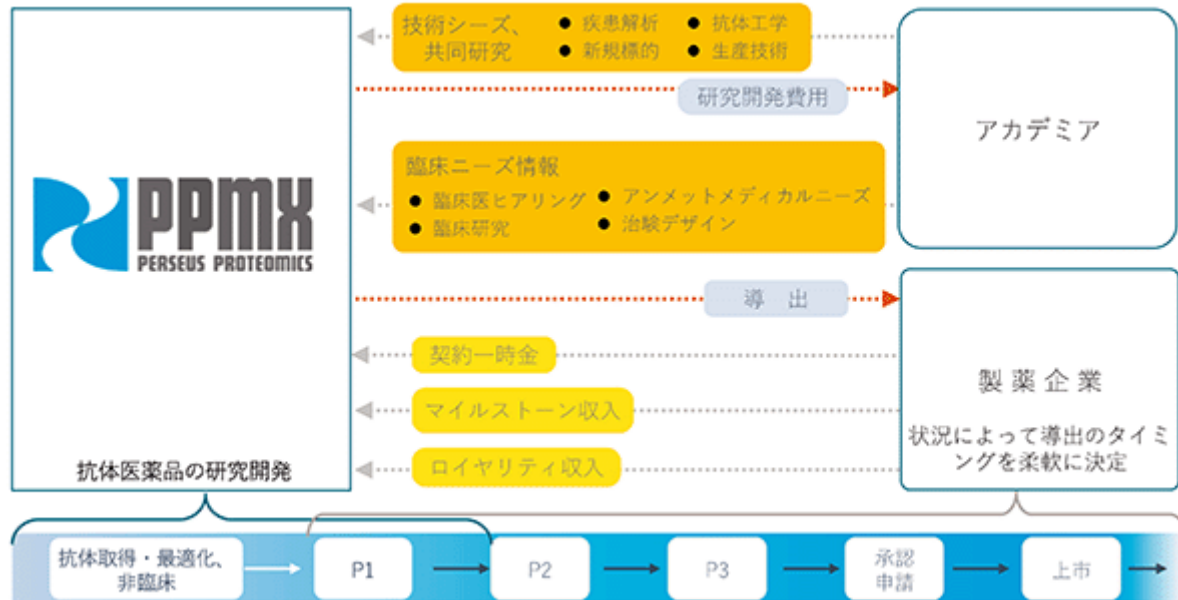 技術シーズ、
共同研究
● 疾患解析
● 抗体工学
● 新規標的
● 生産技術
研究開発費用
アカデミア
臨床ニーズ情報
● 臨床医ヒアリング
● アンメットメディカルニーズ
● 臨床研究
● 治験デザイン
PPMX
PERSEUS PROTEOMICS
導 出
契約一時金
マイルストーン収入
ロイヤリティ収入
製薬企業
状況によって導出のタイミ
ングを柔軟に決定
抗体医薬品の研究開発
抗体取得・最適化、
非臨床
P1
P2
P3
承認
申請
上市